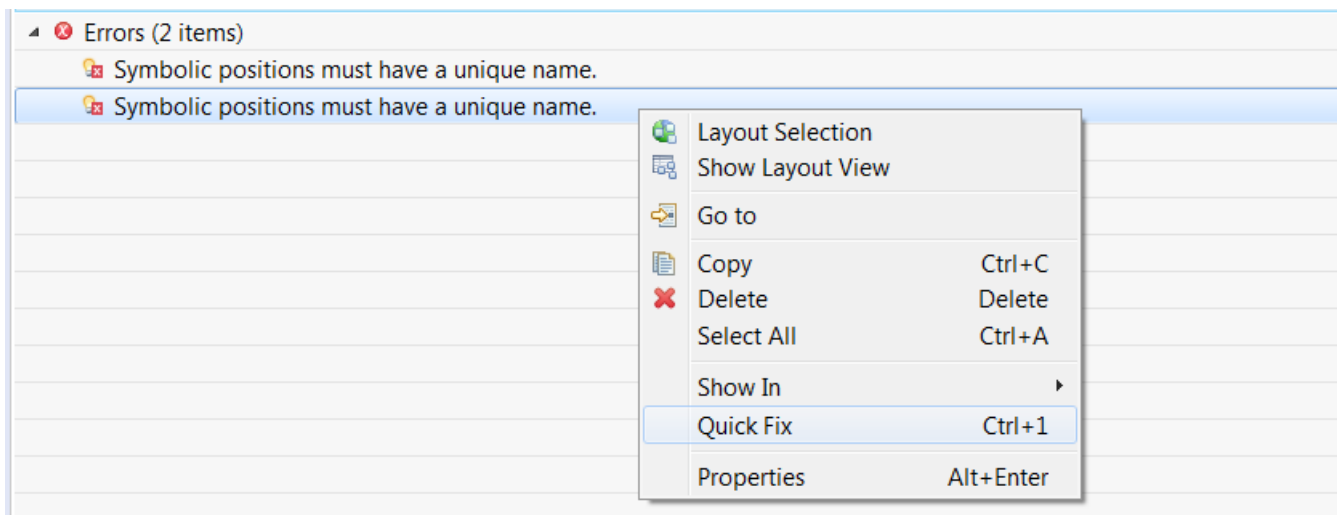 Errors (2 items)
Symbolic positions must have a unique name.
Symbolic positions must have a unique name.
Layout Selection
Show Layout View
Go to
Copy Ctrl+C
Delete Delete
Select All Ctrl+A
Show In
Quick Fix Ctrl+1
Properties Alt+Enter